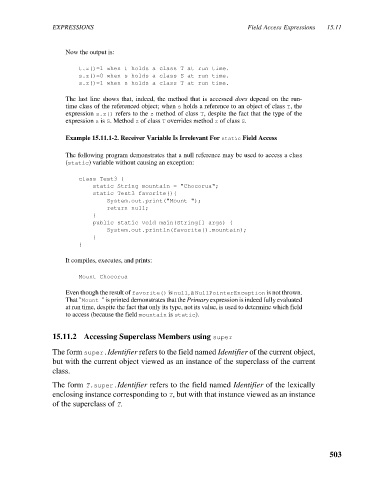 EXPRESSIONS Field Access Expressions 15.11
Now the output is:
t.z()=1 when t holds a class T at run time.
s.z()=0 when s holds a class S at run time.
s.z()=1 when s holds a class T at run time.
The last line shows that, indeed, the method that is accessed does depend on the run-
time class of the referenced object; when s holds a reference to an object of class T, the
expression s.z() refers to the z method of class T, despite the fact that the type of the
expression s is S. Method z of class T overrides method z of class S.
Example 15.11.1-2. Receiver Variable Is Irrelevant For static Field Access
The following program demonstrates that a null reference may be used to access a class
(static) variable without causing an exception:
class Test3 {
static String mountain = "Chocorua";
static Test3 favorite(){
System.out.print("Mount ");
return null;
}
public static void main(String[] args) {
System.out.println(favorite().mountain);
}
}
It compiles, executes, and prints:
Mount Chocorua
Even though the result of favorite() is null, a NullPointerException is not thrown.
That "Mount " is printed demonstrates that the Primary expression is indeed fully evaluated
at run time, despite the fact that only its type, not its value, is used to determine which field
to access (because the field mountain is static).
15.11.2 Accessing Superclass Members using super
The form super.Identifier refers to the field named Identifier of the current object,
but with the current object viewed as an instance of the superclass of the current
class.
The form T.super.Identifier refers to the field named Identifier of the lexically
enclosing instance corresponding to T, but with that instance viewed as an instance
of the superclass of T.
503